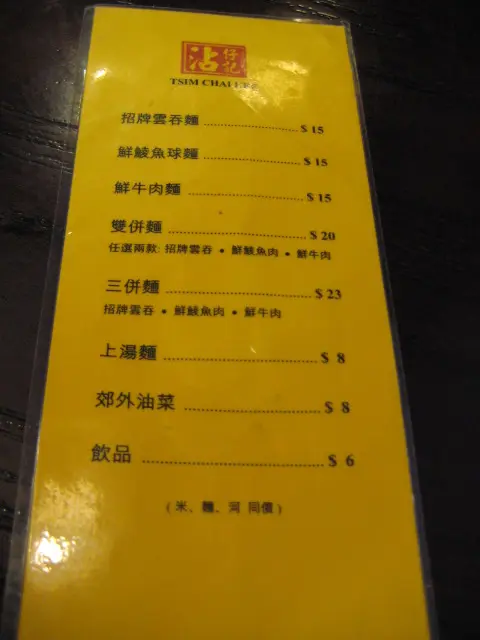 沾仔記
TSIM CHAI KEE
招牌雲吞麵 $ 15
鮮鯪魚球麵 $ 15
鮮牛肉麵 $ 15
雙併麵 $ 20
任選兩款: 招牌雲吞 • 鮮鯪魚肉 • 鮮牛肉
三併麵 $ 23
招牌雲吞 • 鮮鯪魚肉 • 鮮牛肉
上湯麵 $ 8
郊外油菜 $ 8
飲品 $ 6
( 米、麵、河 同價 )